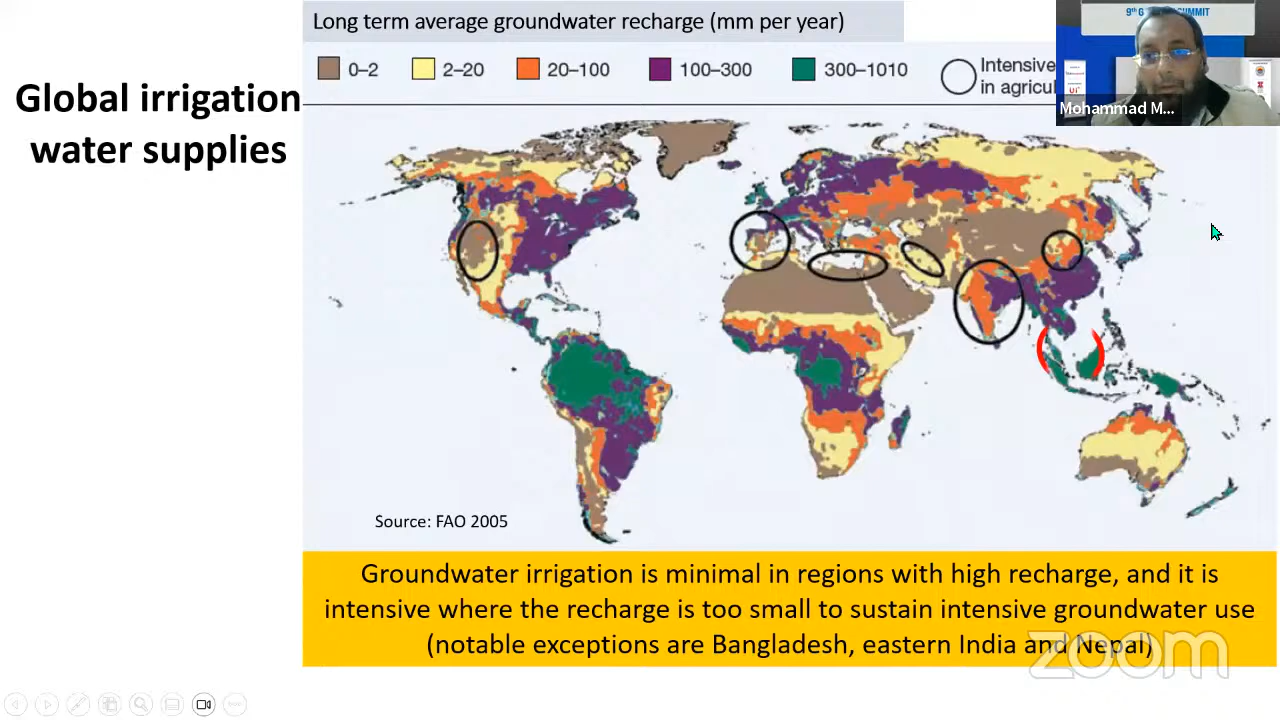 Global irrigation
water supplies
Long term average groundwater recharge (mm per year)
0–2
2–20
20–100
100–300
300–1010
Intensive
in agricu
Source: FAO 2005
Groundwater irrigation is minimal in regions with high recharge, and it is
intensive where the recharge is too small to sustain intensive groundwater use
(notable exceptions are Bangladesh, eastern India and Nepal)
zoom
Mohammad M...